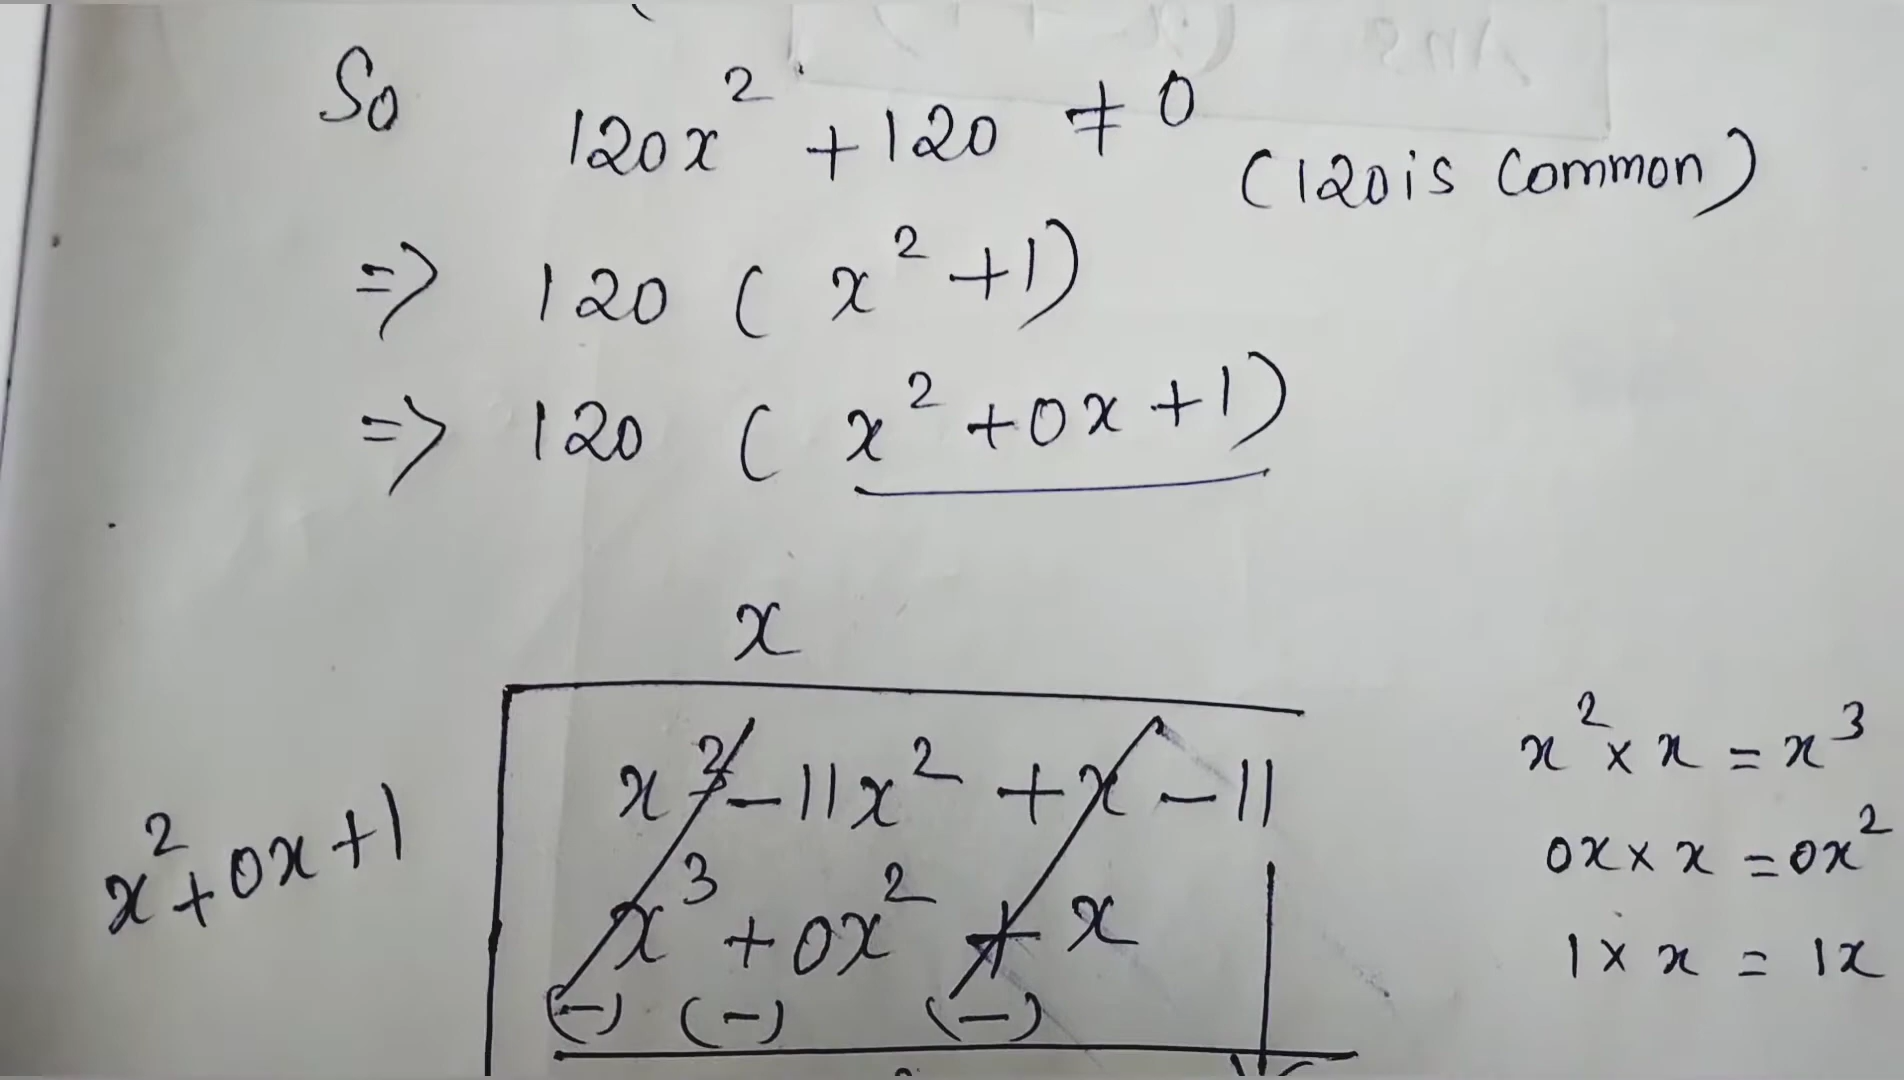 So 120x² + 120 ≠ 0
(120 is common)
=> 120 ( x² + 1)
=> 120 ( x² + 0x + 1)
x
x² + 0x + 1
x³ - 11x² + x - 11
x³ + 0x² + x
(-) (-) (-)
x² × x = x³
0x × x = 0x²
1 × x = 1x